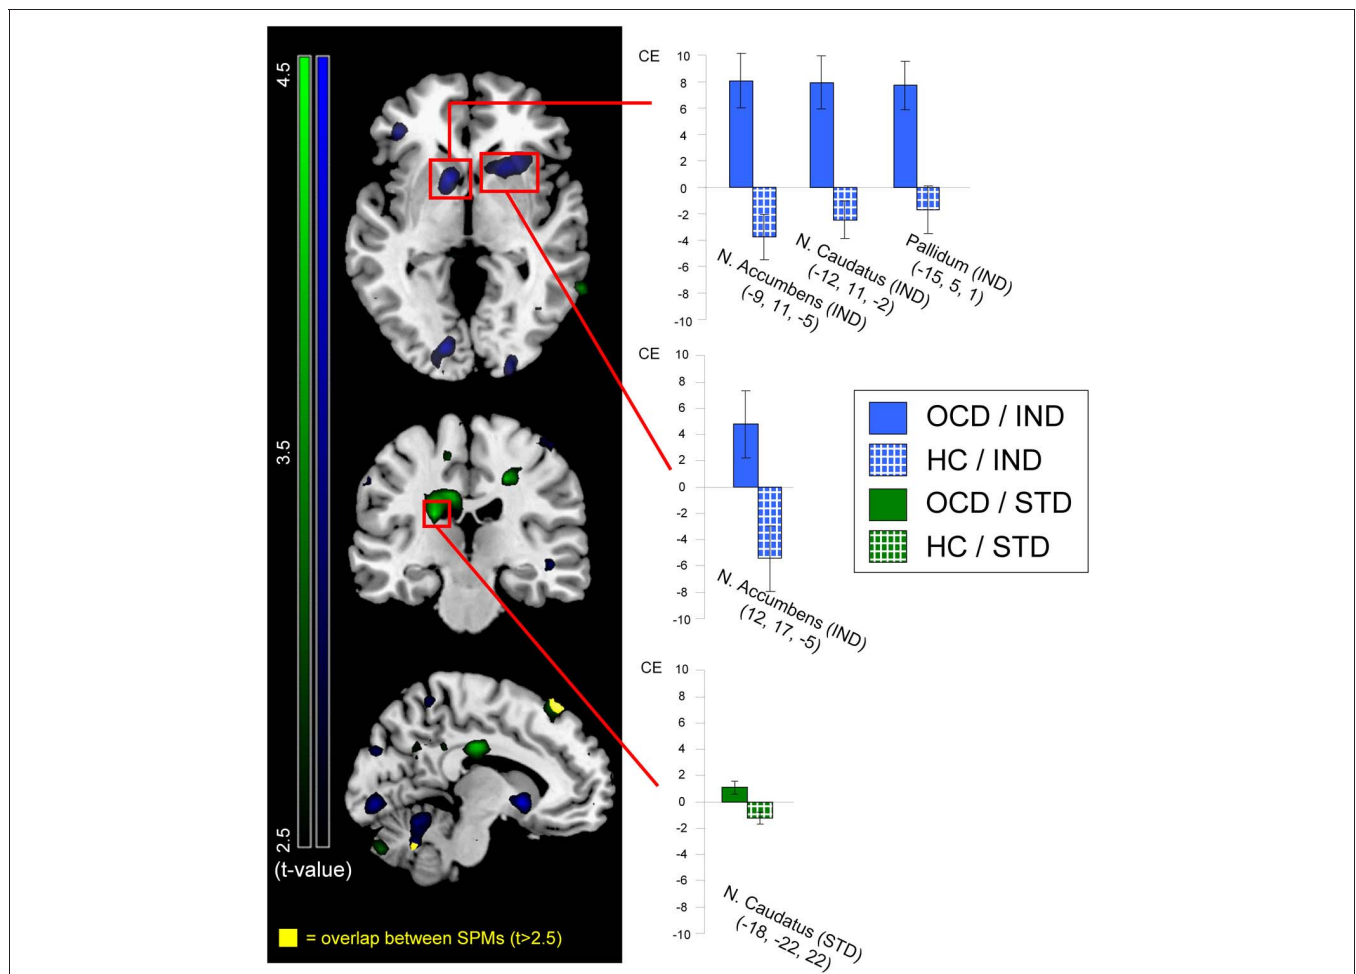 4.5
3.5
2.5
(t-value)
= overlap between SPMs (t>2.5)
CE
10
8
6
4
2
0
-2
-4
-6
-8
-10
N. Accumbens (IND)
(-9, 11, -5)
N. Caudatus (IND)
(-12, 11, -2)
Pallidum (IND)
(-15, 5, 1)
CE
10
8
6
4
2
0
-2
-4
-6
-8
-10
N. Accumbens (IND)
(12, 17, -5)
OCD / IND
HC / IND
OCD / STD
HC / STD
CE
10
8
6
4
2
0
-2
-4
-6
-8
-10
N. Caudatus (STD)
(-18, -22, 22)